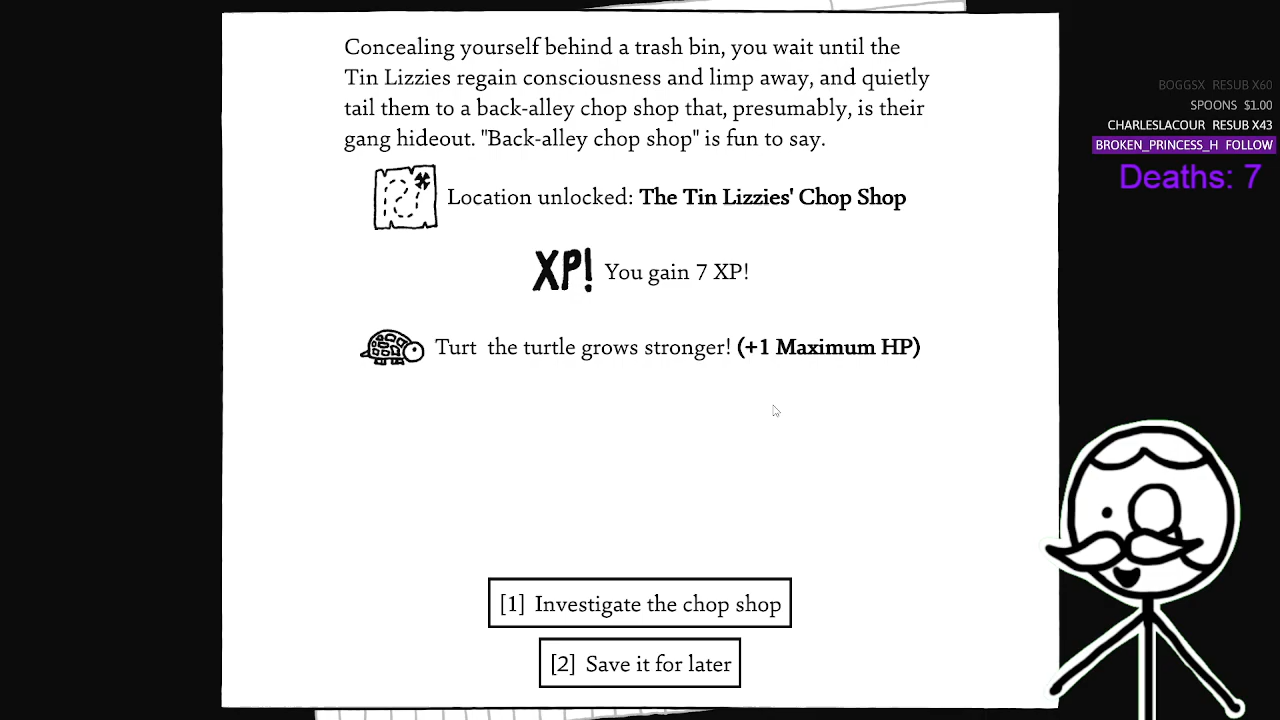 Concealing yourself behind a trash bin, you wait until the
Tin Lizzies regain consciousness and limp away, and quietly
tail them to a back-alley chop shop that, presumably, is their
gang hideout. "Back-alley chop shop" is fun to say.
Location unlocked: The Tin Lizzies' Chop Shop
XP! You gain 7 XP!
Turt  the turtle grows stronger! (+1 Maximum HP)
[1] Investigate the chop shop
[2] Save it for later
BOGGSX RESUB X60
SPOONS $1.00
CHARLESLACOUR RESUB X43
BROKEN_PRINCESS_H FOLLOW
Deaths: 7